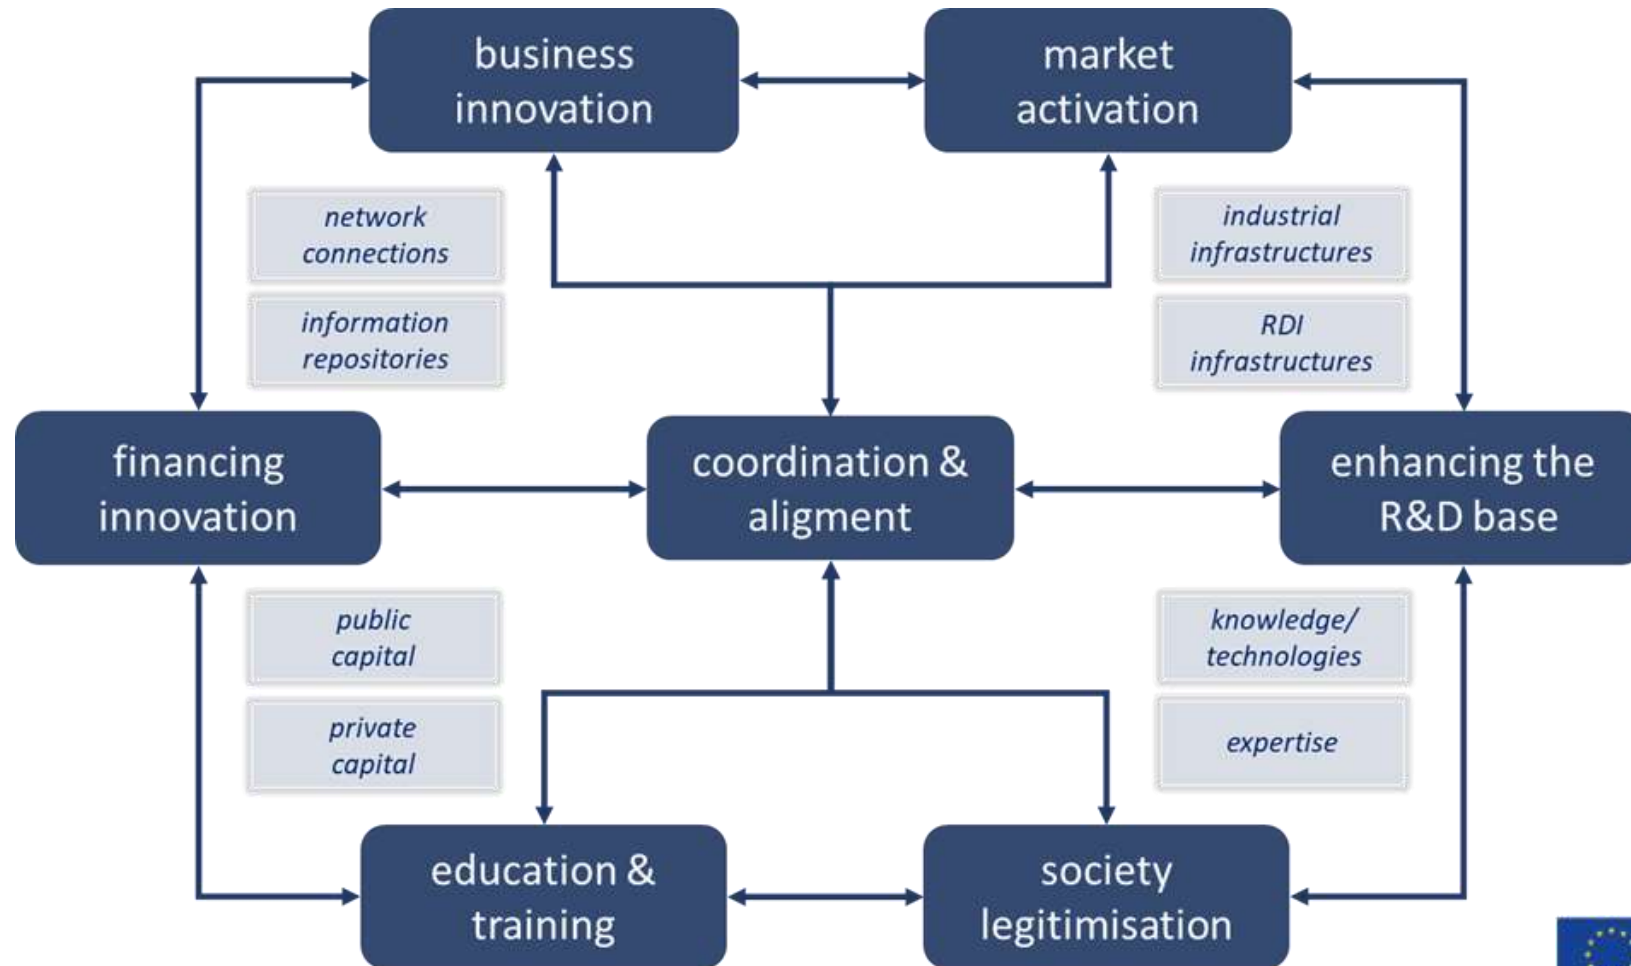 business
innovation
market
activation
network
connections
industrial
infrastructures
information
repositories
RDI
infrastructures
financing
innovation
coordination &
aligment
enhancing the
R&D base
public
capital
knowledge/
technologies
private
capital
expertise
education &
training
society
legitimisation